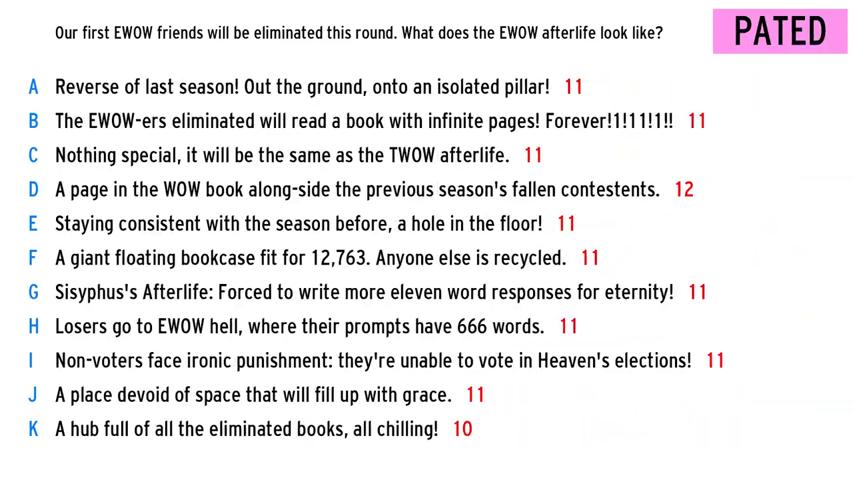 Our first EWOW friends will be eliminated this round. What does the EWOW afterlife look like?
PATED
A Reverse of last season! Out the ground, onto an isolated pillar! 11
B The EWOW-ers eliminated will read a book with infinite pages! Forever!1!11!1!! 11
C Nothing special, it will be the same as the TWOW afterlife. 11
D A page in the WOW book along-side the previous season's fallen contestents. 12
E Staying consistent with the season before, a hole in the floor! 11
F A giant floating bookcase fit for 12,763. Anyone else is recycled. 11
G Sisyphus's Afterlife: Forced to write more eleven word responses for eternity! 11
H Losers go to EWOW hell, where their prompts have 666 words. 11
I Non-voters face ironic punishment: they're unable to vote in Heaven's elections! 11
J A place devoid of space that will fill up with grace. 11
K A hub full of all the eliminated books, all chilling! 10